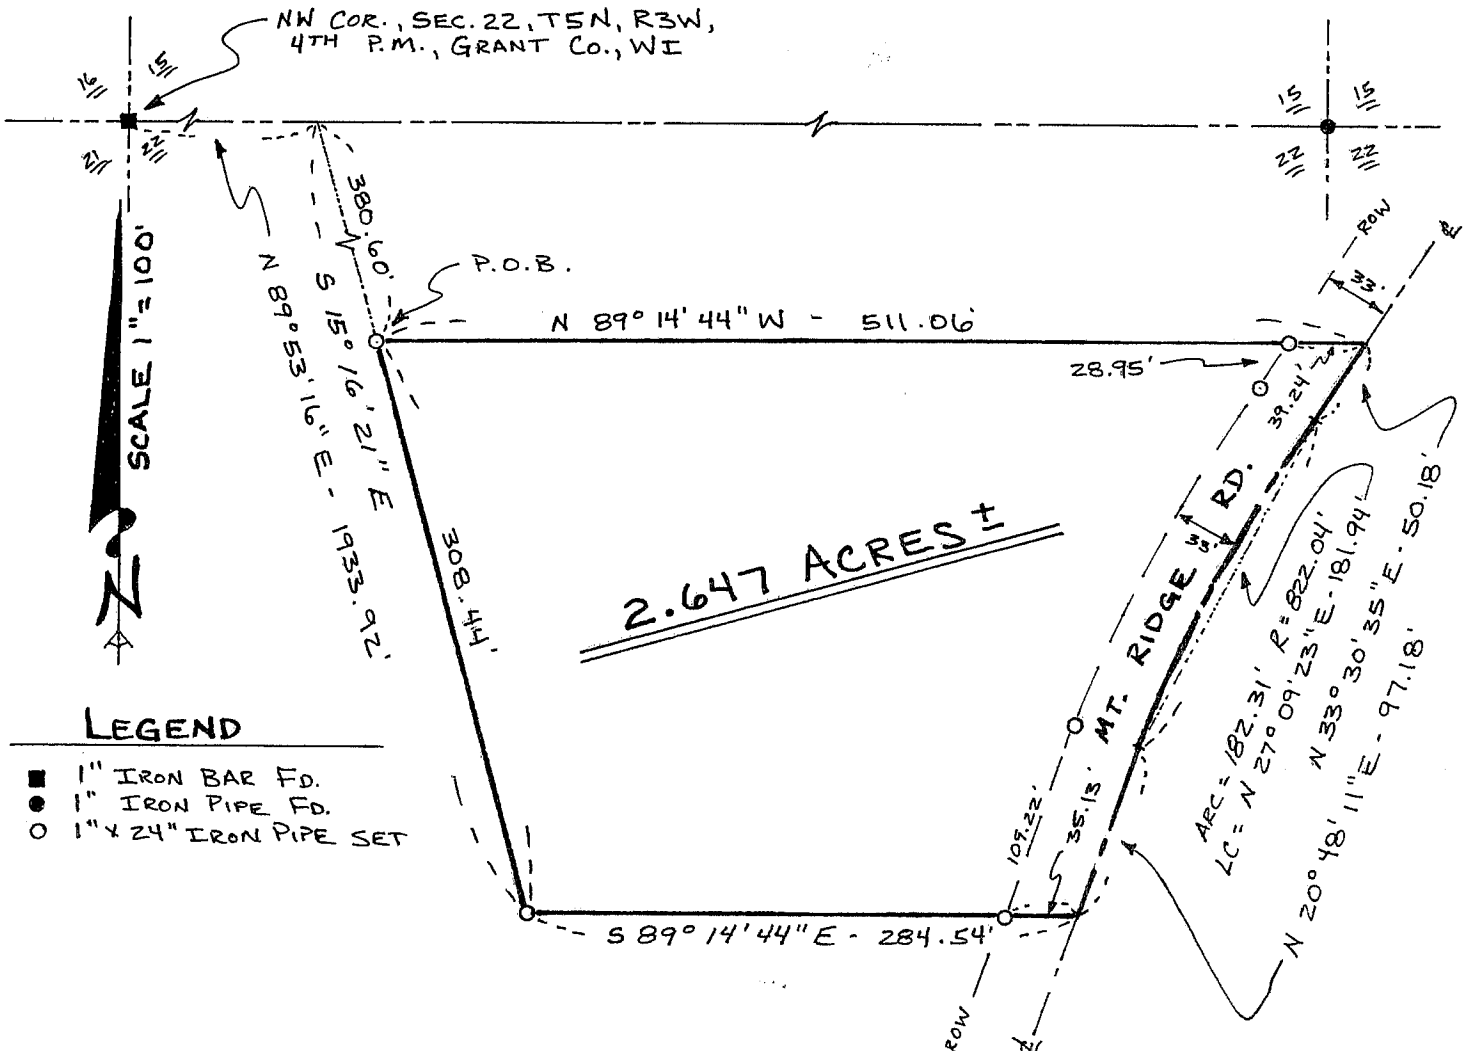 NW COR., SEC. 22, T5N, R3W,
4TH P.M., GRANT CO., WI
16
15
21
22
15
15
22
22
N 89° 53' 16" E - 1933.92'
S 15° 16' 21" E
380.60'
P.O.B.
SCALE 1" = 100'
N
N 89° 14' 44" W - 511.06'
ROW
33'
28.95'
39.24'
308.44'
2.647 ACRES ±
MT. RIDGE RD.
33'
ARC = 182.31' R = 822.04'
LC = N 27° 09' 23" E - 181.94'
N 33° 30' 35" E - 50.18'
N 20° 48' 11" E - 97.18'
109.22'
35.13'
S 89° 14' 44" E - 284.54'
ROW
LEGEND
1" IRON BAR FD.
1" IRON PIPE FD.
1" X 24" IRON PIPE SET